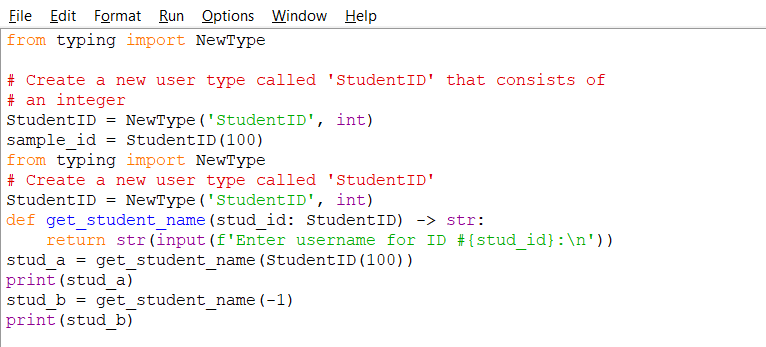 File Edit Format Run Options Window Help
from typing import NewType

# Create a new user type called 'StudentID' that consists of
# an integer
StudentID = NewType('StudentID', int)
sample_id = StudentID(100)
from typing import NewType
# Create a new user type called 'StudentID'
StudentID = NewType('StudentID', int)
def get_student_name(stud_id: StudentID) -> str:
    return str(input(f'Enter username for ID #{stud_id}:\n'))
stud_a = get_student_name(StudentID(100))
print(stud_a)
stud_b = get_student_name(-1)
print(stud_b)